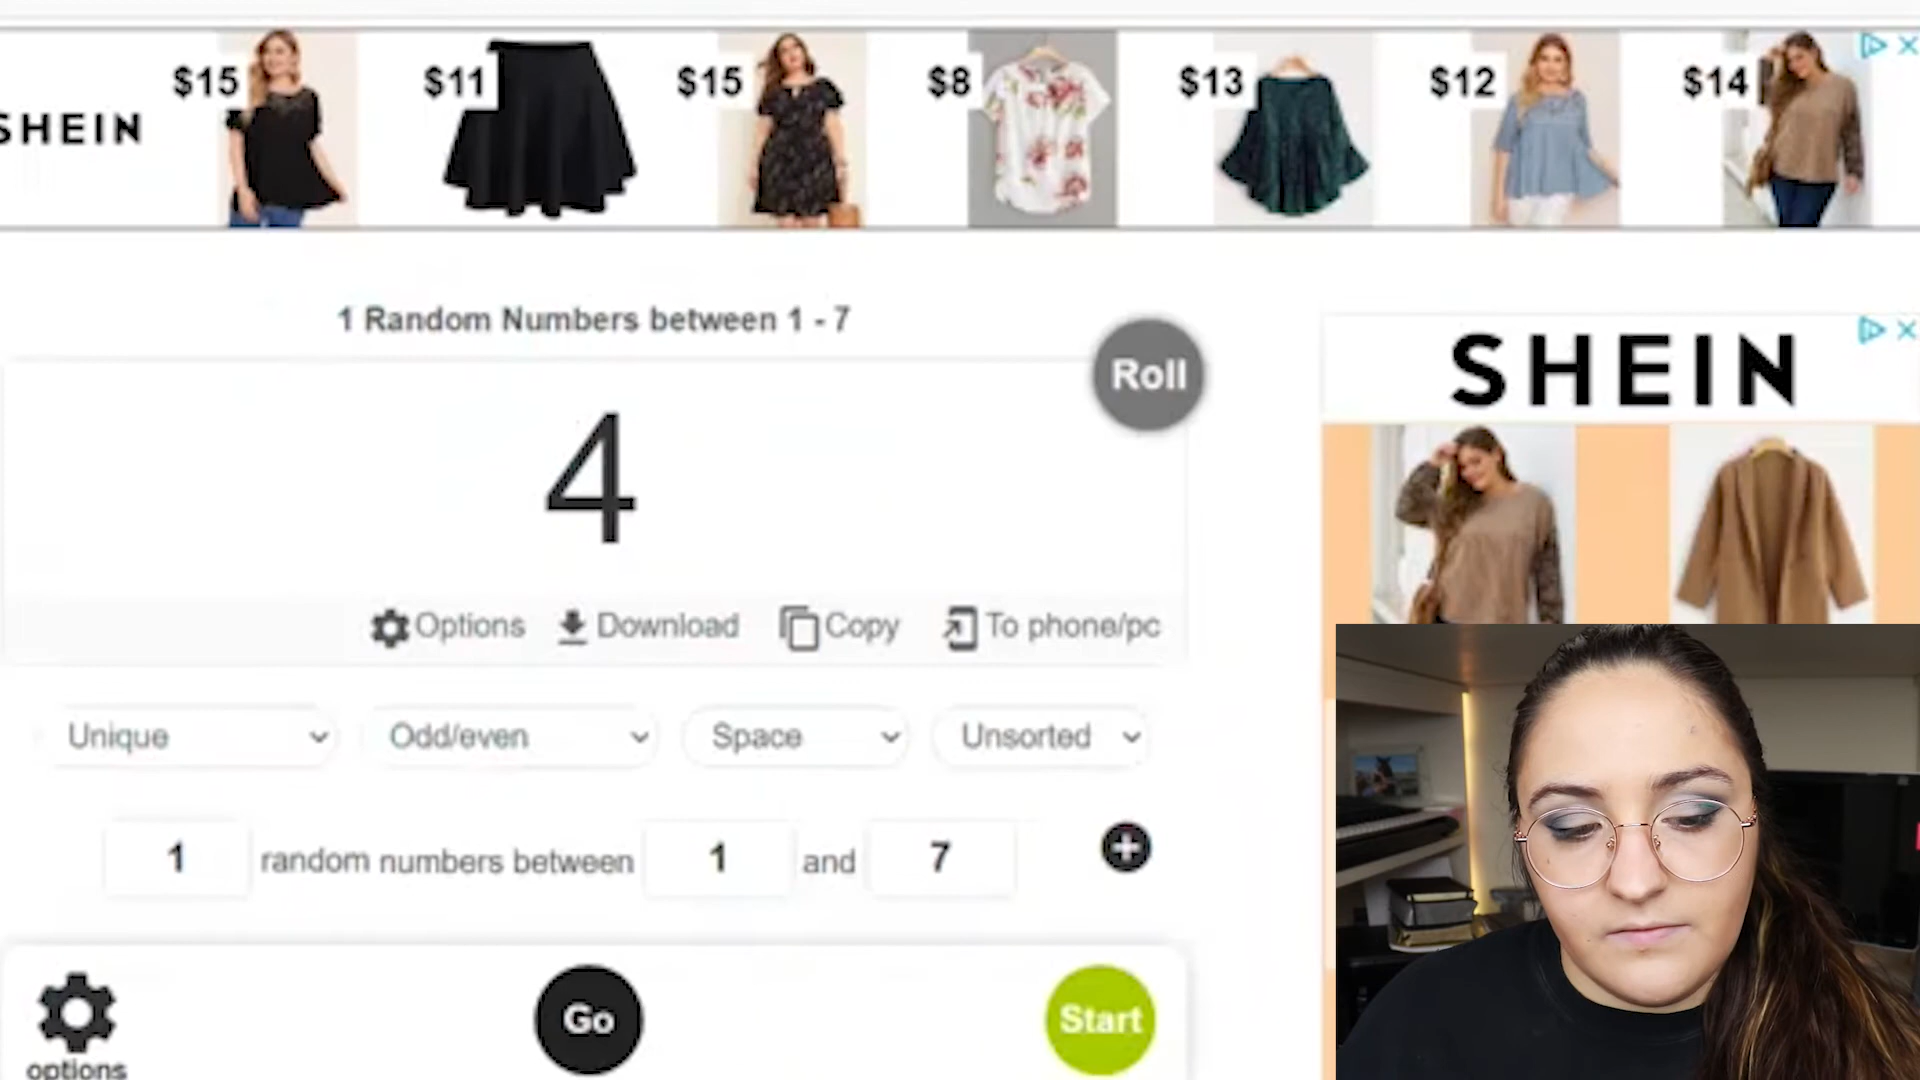 SHEIN
$15
$11
$15
$8
$13
$12
$14
1 Random Numbers between 1 - 7
Roll
SHEIN
4
Options
Download
Copy
To phone/pc
Unique
Odd/even
Space
Unsorted
1 random numbers between 1 and 7
options
Go
Start